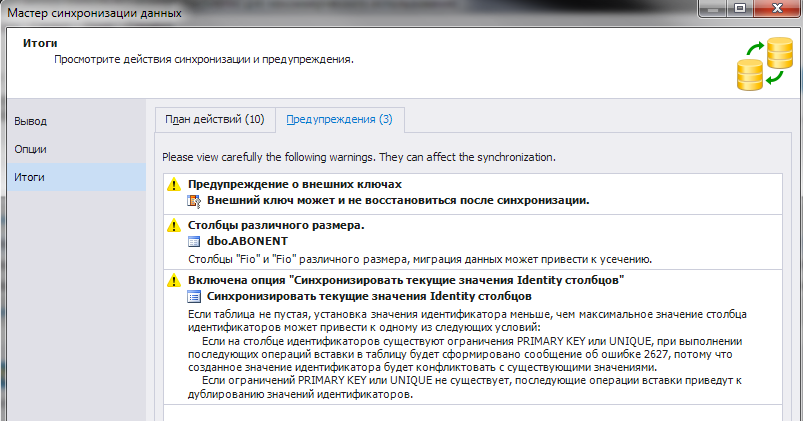 Мастер синхронизации данных
Итоги
Просмотрите действия синхронизации и предупреждения.
Вывод
Опции
Итоги
План действий (10)
Предупреждения (3)
Please view carefully the following warnings. They can affect the synchronization.
Предупреждение о внешних ключах
Внешний ключ может и не восстановиться после синхронизации.
Столбцы различного размера.
dbo.ABONENT
Столбцы "Fio" и "Fio" различного размера, миграция данных может привести к усечению.
Включена опция "Синхронизировать текущие значения Identity столбцов"
Синхронизировать текущие значения Identity столбцов
Если таблица не пустая, установка значения идентификатора меньше, чем максимальное значение столбца
идентификаторов может привести к одному из следующих условий:
Если на столбце идентификаторов существуют ограничения PRIMARY KEY или UNIQUE, при выполнении
последующих операций вставки в таблицу будет сформировано сообщение об ошибке 2627, потому что
созданное значение идентификатора будет конфликтовать с существующими значениями.
Если ограничений PRIMARY KEY или UNIQUE не существует, последующие операции вставки приведут к
дублированию значений идентификаторов.